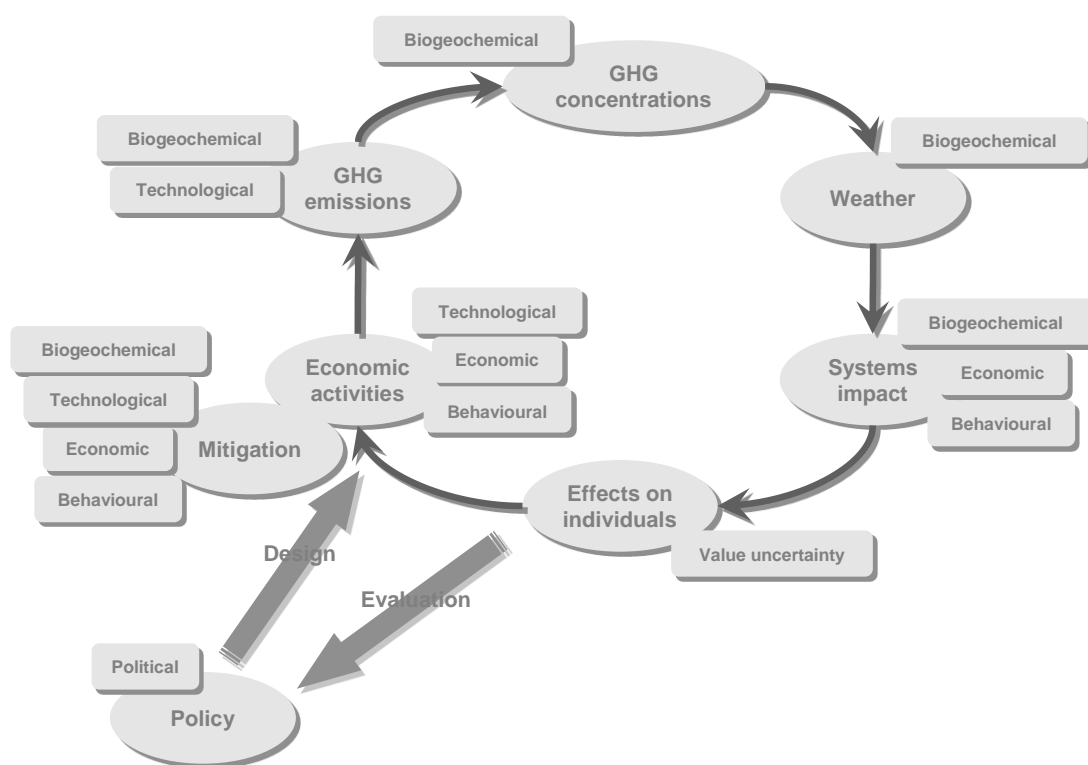 Biogeochemical
GHG
concentrations
Biogeochemical
Technological
GHG
emissions
Biogeochemical
Weather
Technological
Economic
Behavioural
Economic
activities
Biogeochemical
Technological
Economic
Behavioural
Mitigation
Biogeochemical
Economic
Behavioural
Systems
impact
Effects on
individuals
Value uncertainty
Design
Evaluation
Political
Policy